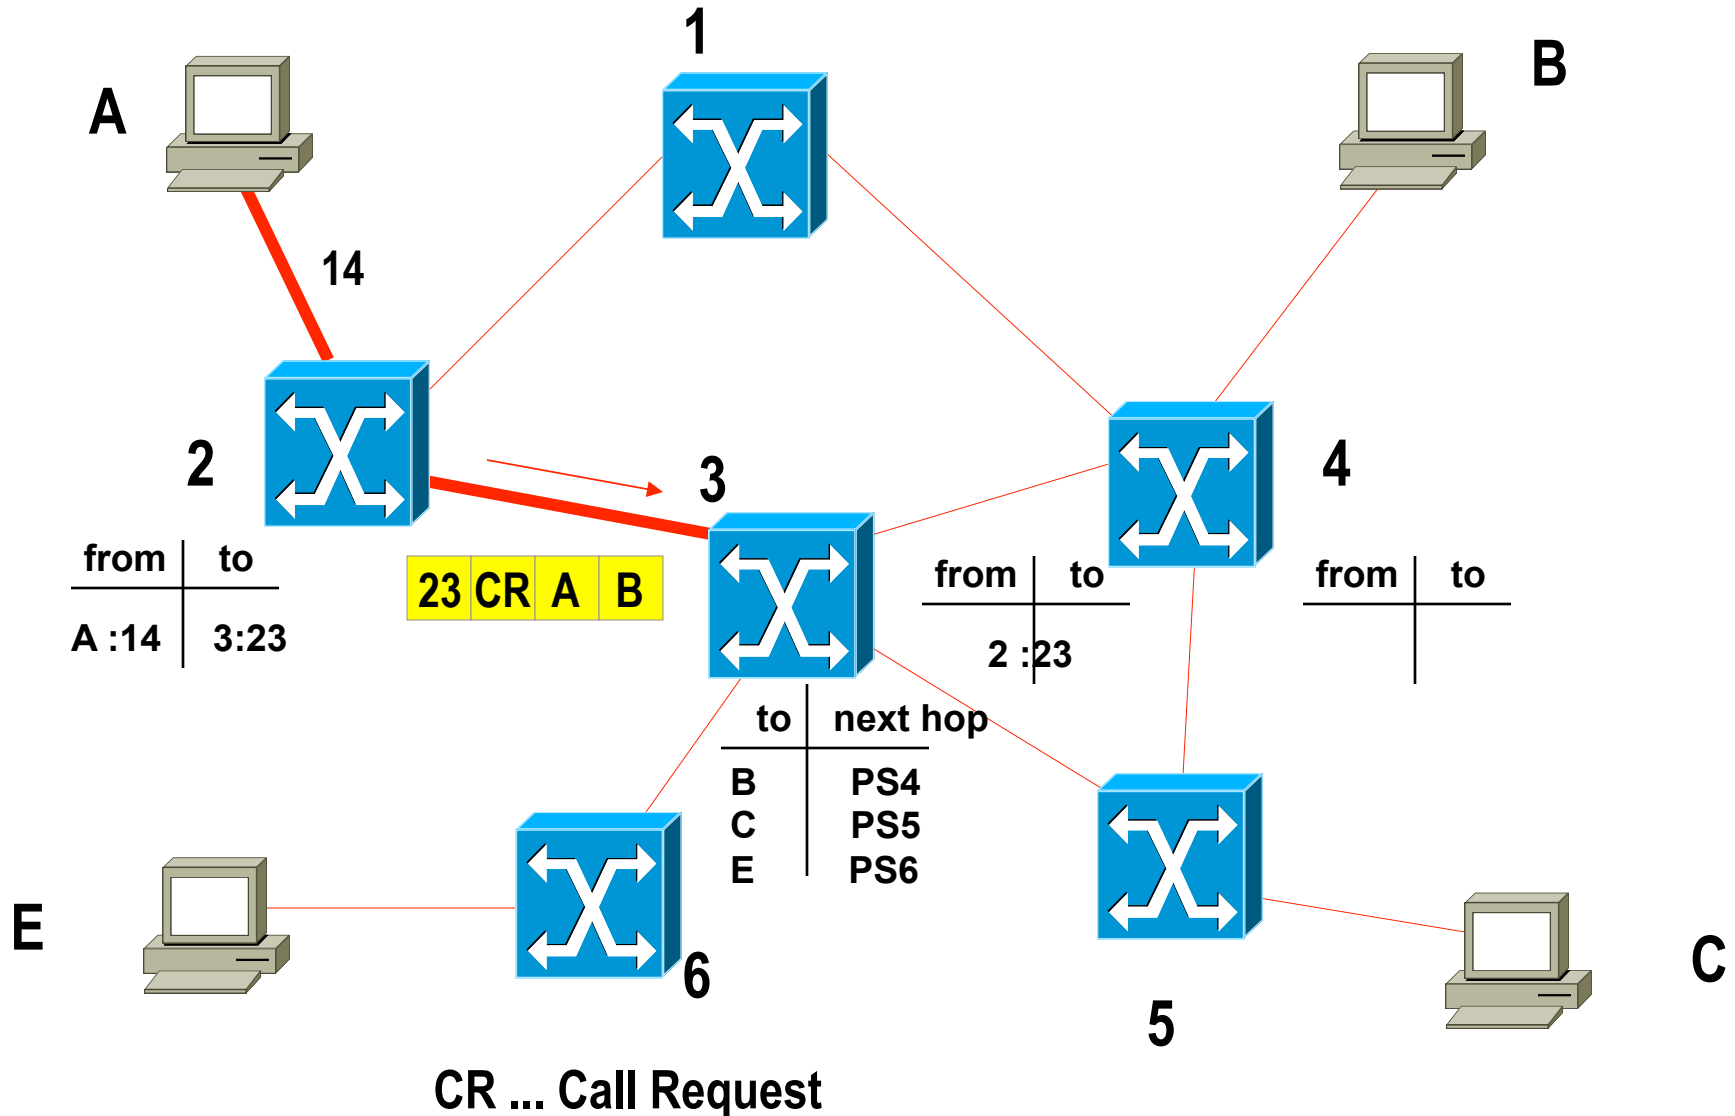 1
A
B
14
2
3
4
from to
A :14 3:23
23 CR A B
from to
2 :23
from to
to next hop
B PS4
C PS5
E PS6
E
6
5
C
CR ... Call Request